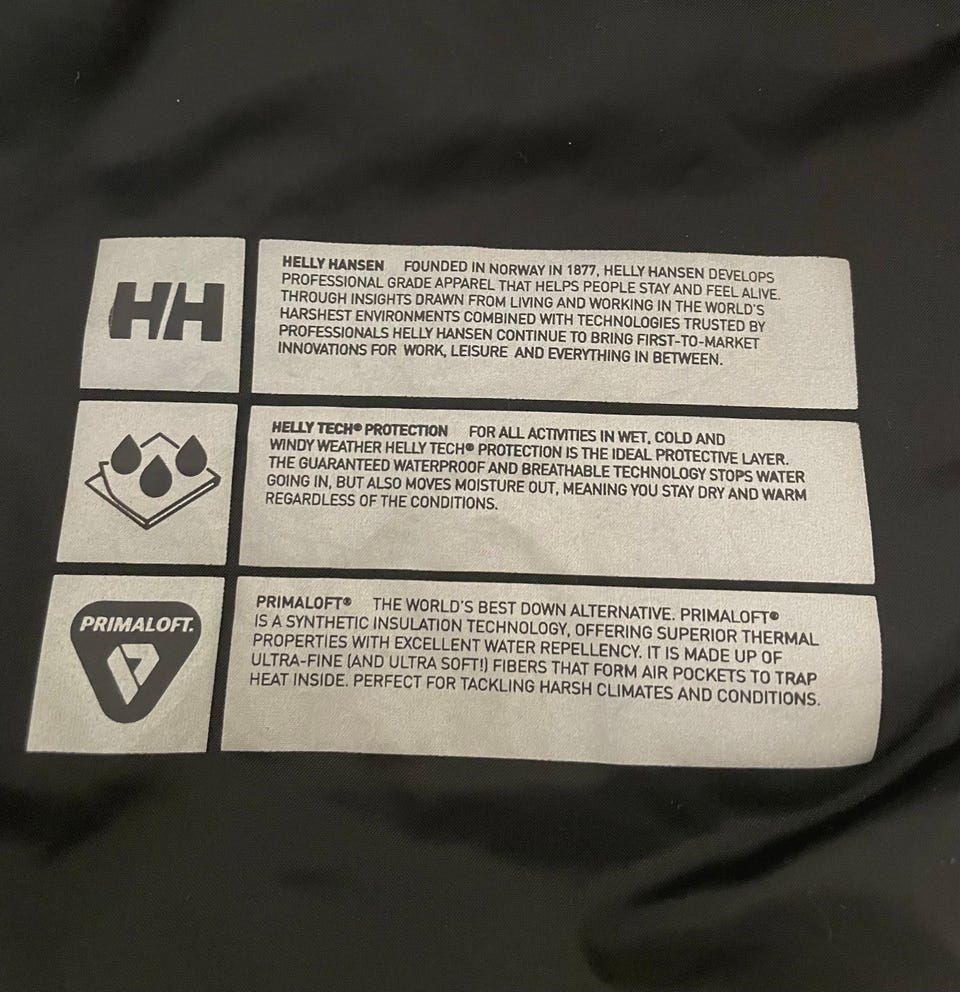 HH
HELLY HANSEN FOUNDED IN NORWAY IN 1877, HELLY HANSEN DEVELOPS
PROFESSIONAL GRADE APPAREL THAT HELPS PEOPLE STAY AND FEEL ALIVE.
THROUGH INSIGHTS DRAWN FROM LIVING AND WORKING IN THE WORLD'S
HARSHEST ENVIRONMENTS COMBINED WITH TECHNOLOGIES TRUSTED BY
PROFESSIONALS HELLY HANSEN CONTINUE TO BRING FIRST-TO-MARKET
INNOVATIONS FOR WORK, LEISURE AND EVERYTHING IN BETWEEN.
HELLY TECH® PROTECTION FOR ALL ACTIVITIES IN WET, COLD AND
WINDY WEATHER HELLY TECH® PROTECTION IS THE IDEAL PROTECTIVE LAYER.
THE GUARANTEED WATERPROOF AND BREATHABLE TECHNOLOGY STOPS WATER
GOING IN, BUT ALSO MOVES MOISTURE OUT, MEANING YOU STAY DRY AND WARM
REGARDLESS OF THE CONDITIONS.
PRIMALOFT.
PRIMALOFT® THE WORLD'S BEST DOWN ALTERNATIVE. PRIMALOFT®
IS A SYNTHETIC INSULATION TECHNOLOGY, OFFERING SUPERIOR THERMAL
PROPERTIES WITH EXCELLENT WATER REPELLENCY. IT IS MADE UP OF
ULTRA-FINE (AND ULTRA SOFT!) FIBERS THAT FORM AIR POCKETS TO TRAP
HEAT INSIDE. PERFECT FOR TACKLING HARSH CLIMATES AND CONDITIONS.